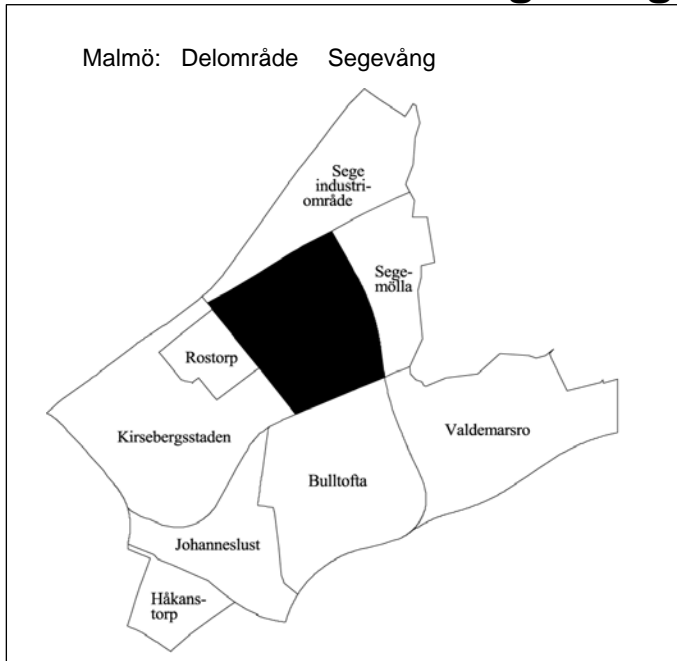 Malmö: Delområde Segevång
Sege
industri-
område
Sege-
mölla
Rostorp
Kirsebergsstaden
Valdemarsro
Bulltofta
Johanneslust
Håkans-
torp